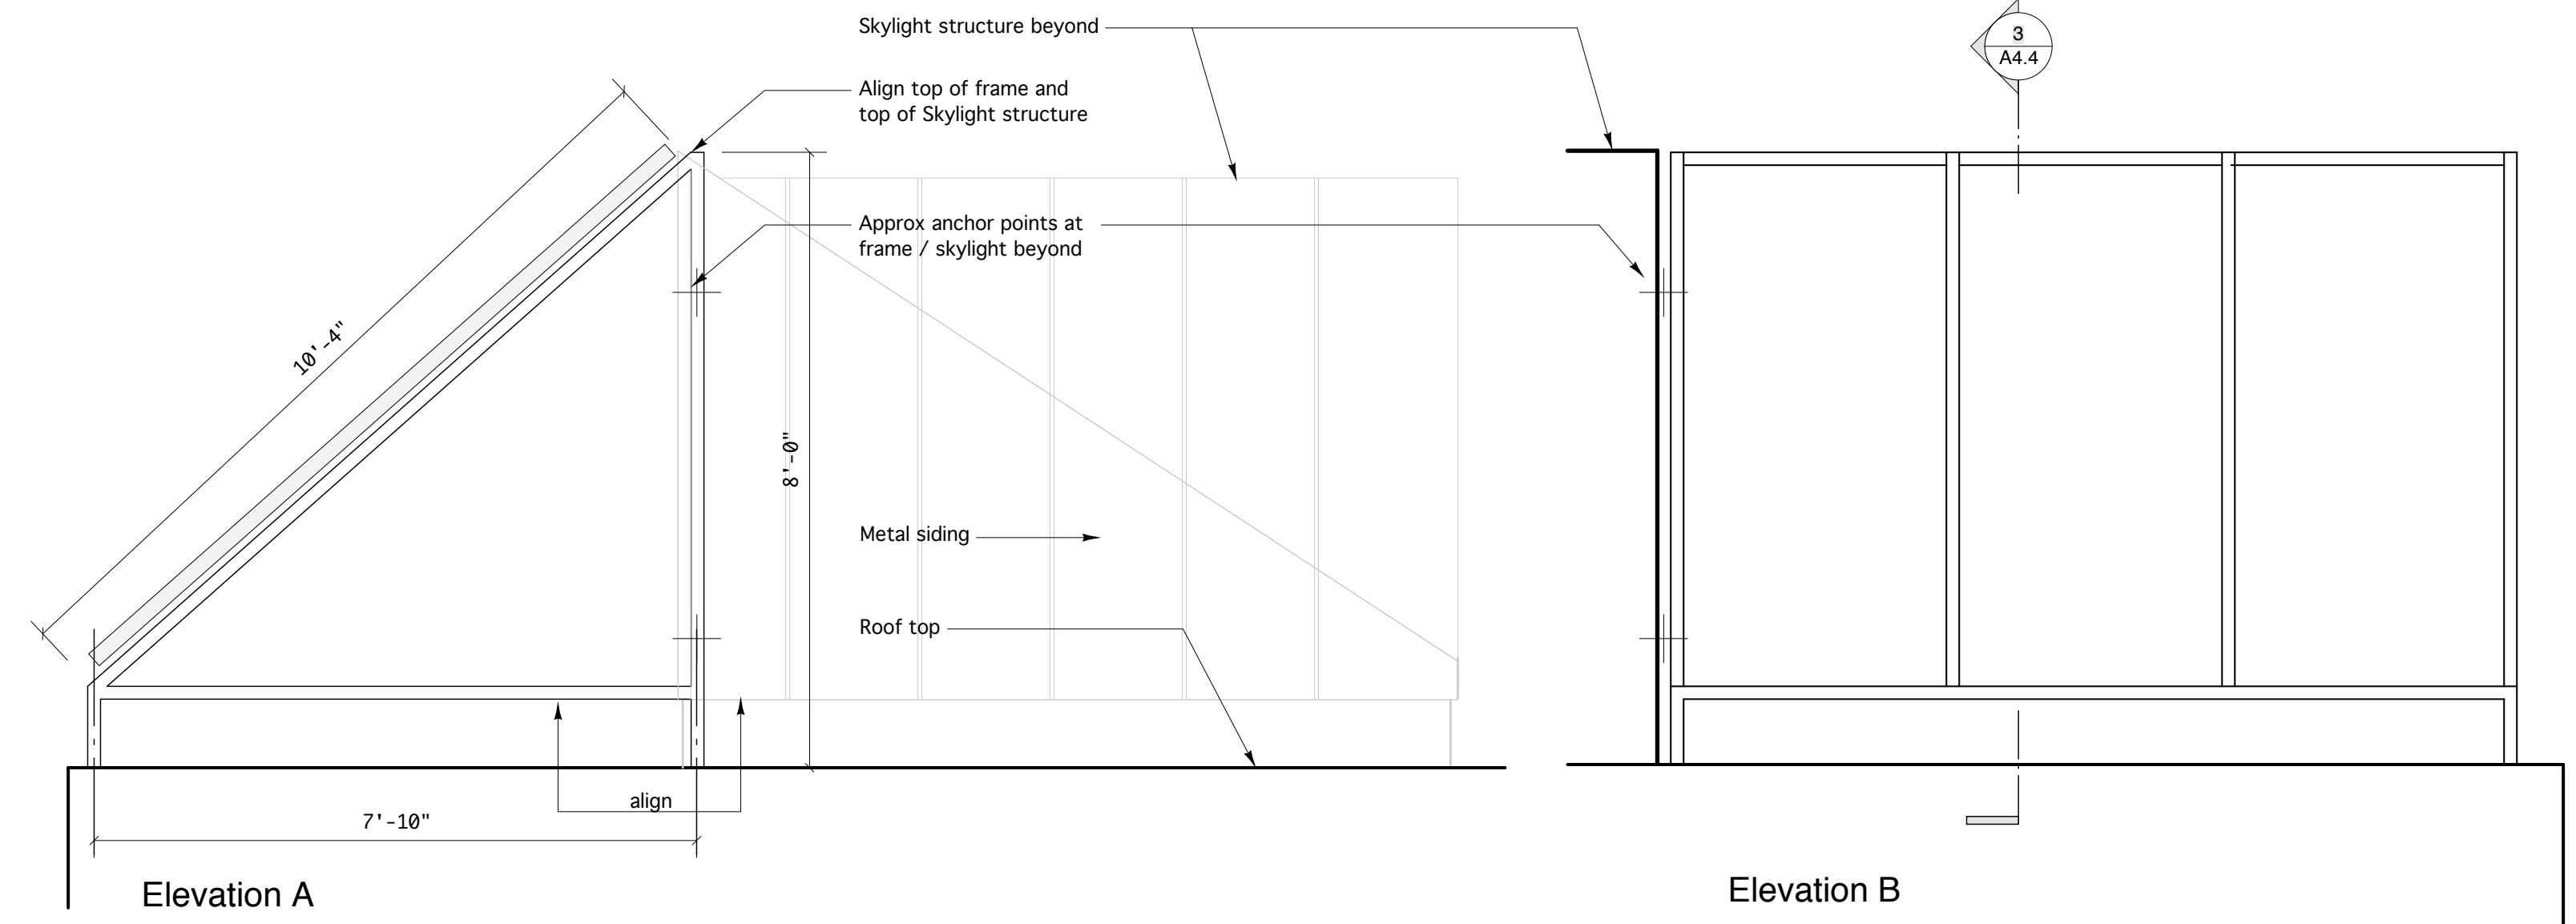 Skylight structure beyond
3
A4.4
Align top of frame and
top of Skylight structure
Approx anchor points at
frame / skylight beyond
10'-4"
8'-0"
Metal siding
Roof top
align
7'-10"
Elevation A
Elevation B